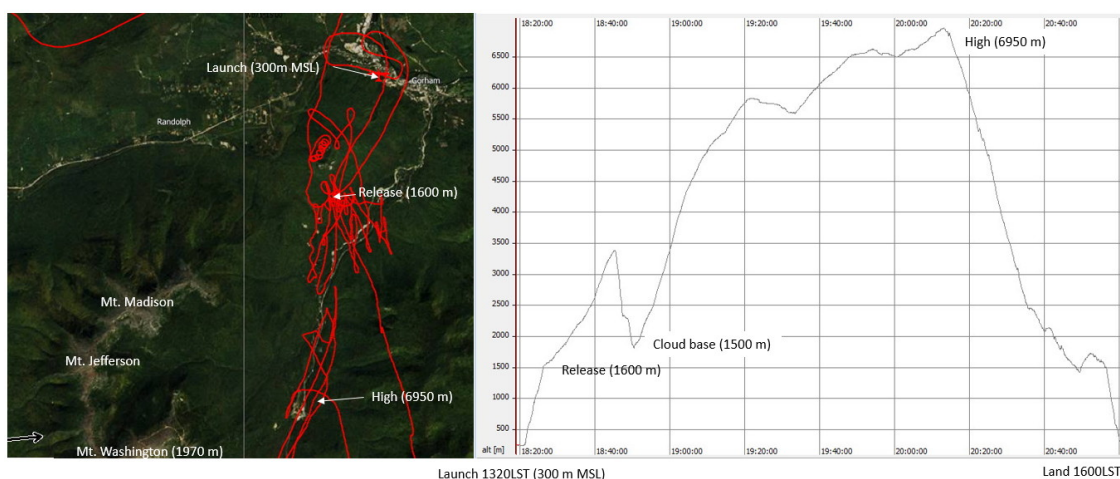 Launch (300m MSL)
Gorham
Randolph
Release (1600 m)
Mt. Madison
Mt. Jefferson
High (6950 m)
Mt. Washington (1970 m)
18:20:00 18:40:00 19:00:00 19:20:00 19:40:00 20:00:00 20:20:00 20:40:00
High (6950 m)
6500
6000
5500
5000
4500
4000
3500
3000
2500
2000
Cloud base (1500 m)
1500
Release (1600 m)
1000
500
alt [m]
18:20:00 18:40:00 19:00:00 19:20:00 19:40:00 20:00:00 20:20:00 20:40:00
Launch 1320LST (300 m MSL)
Land 1600LST